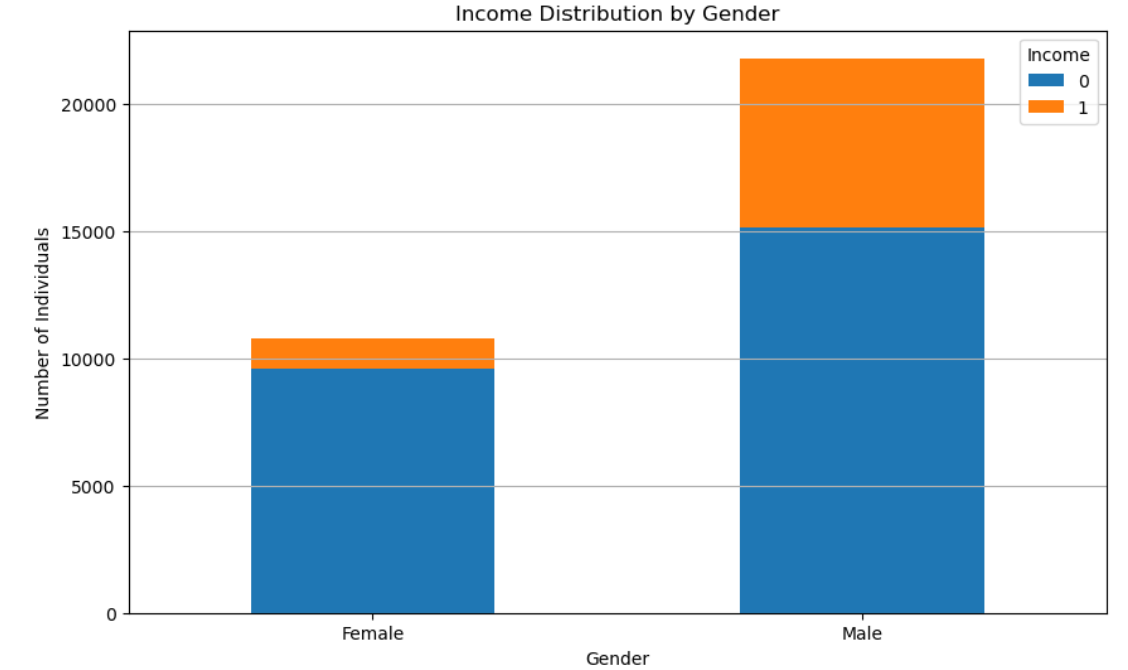 Income Distribution by Gender
Income
0
1
20000
15000
10000
5000
0
Number of Individuals
Female
Male
Gender